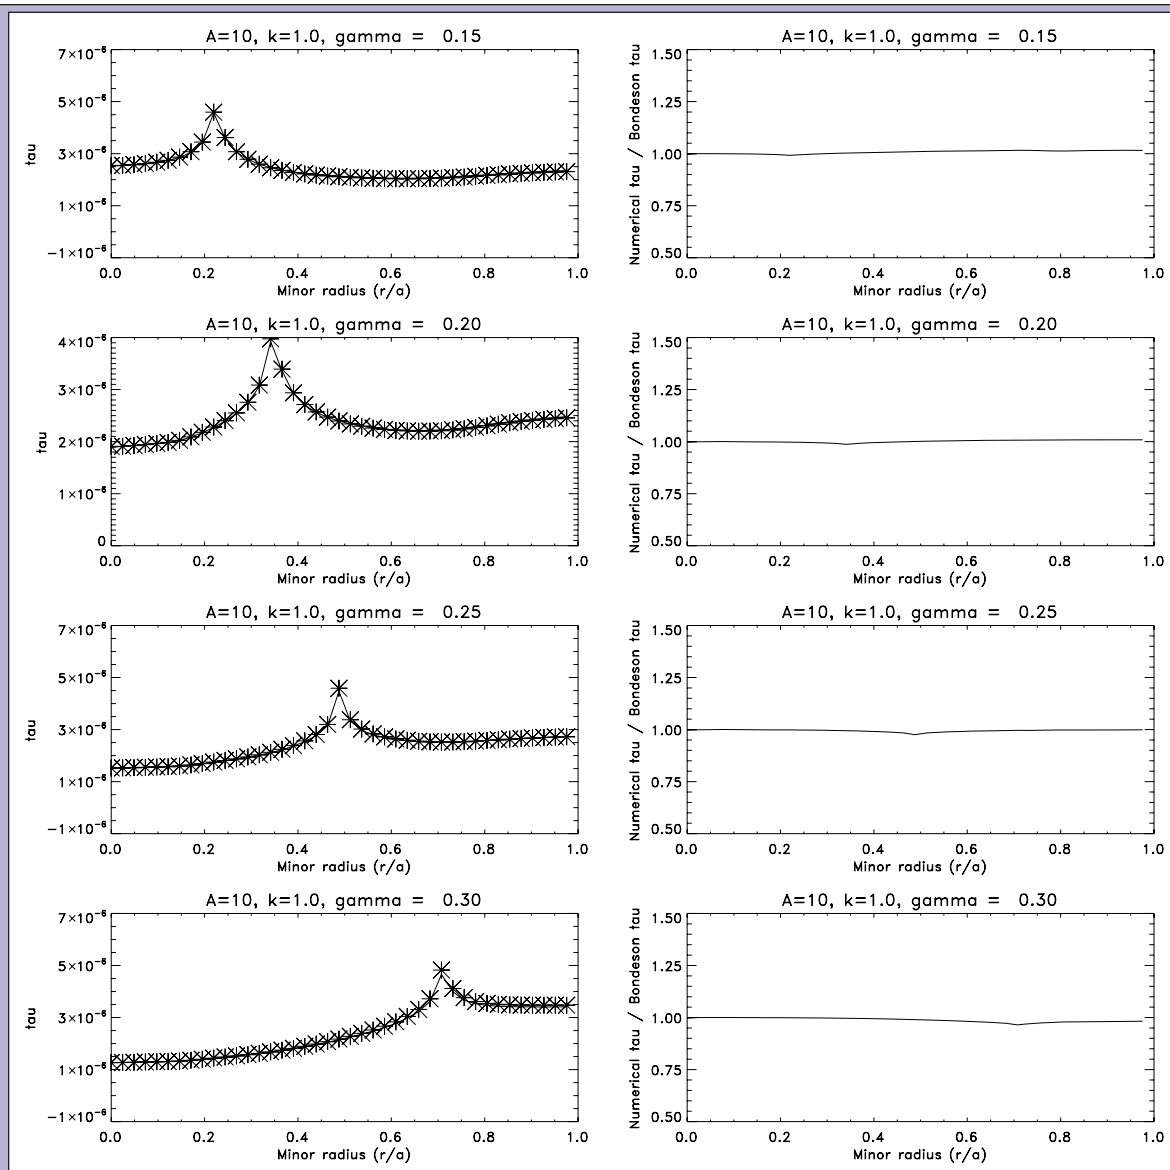 A=10, k=1.0, gamma = 0.15
7×10⁻⁶
5×10⁻⁶
3×10⁻⁶
1×10⁻⁶
−1×10⁻⁶
tau
0.0 0.2 0.4 0.6 0.8 1.0
Minor radius (r/a)
A=10, k=1.0, gamma = 0.15
1.50
1.25
1.00
0.75
0.50
Numerical tau / Bondeson tau
0.0 0.2 0.4 0.6 0.8 1.0
Minor radius (r/a)
A=10, k=1.0, gamma = 0.20
4×10⁻⁶
3×10⁻⁶
2×10⁻⁶
1×10⁻⁶
0
tau
0.0 0.2 0.4 0.6 0.8 1.0
Minor radius (r/a)
A=10, k=1.0, gamma = 0.20
1.50
1.25
1.00
0.75
0.50
Numerical tau / Bondeson tau
0.0 0.2 0.4 0.6 0.8 1.0
Minor radius (r/a)
A=10, k=1.0, gamma = 0.25
7×10⁻⁶
5×10⁻⁶
3×10⁻⁶
1×10⁻⁶
−1×10⁻⁶
tau
0.0 0.2 0.4 0.6 0.8 1.0
Minor radius (r/a)
A=10, k=1.0, gamma = 0.25
1.50
1.25
1.00
0.75
0.50
Numerical tau / Bondeson tau
0.0 0.2 0.4 0.6 0.8 1.0
Minor radius (r/a)
A=10, k=1.0, gamma = 0.30
7×10⁻⁶
5×10⁻⁶
3×10⁻⁶
1×10⁻⁶
−1×10⁻⁶
tau
0.0 0.2 0.4 0.6 0.8 1.0
Minor radius (r/a)
A=10, k=1.0, gamma = 0.30
1.50
1.25
1.00
0.75
0.50
Numerical tau / Bondeson tau
0.0 0.2 0.4 0.6 0.8 1.0
Minor radius (r/a)